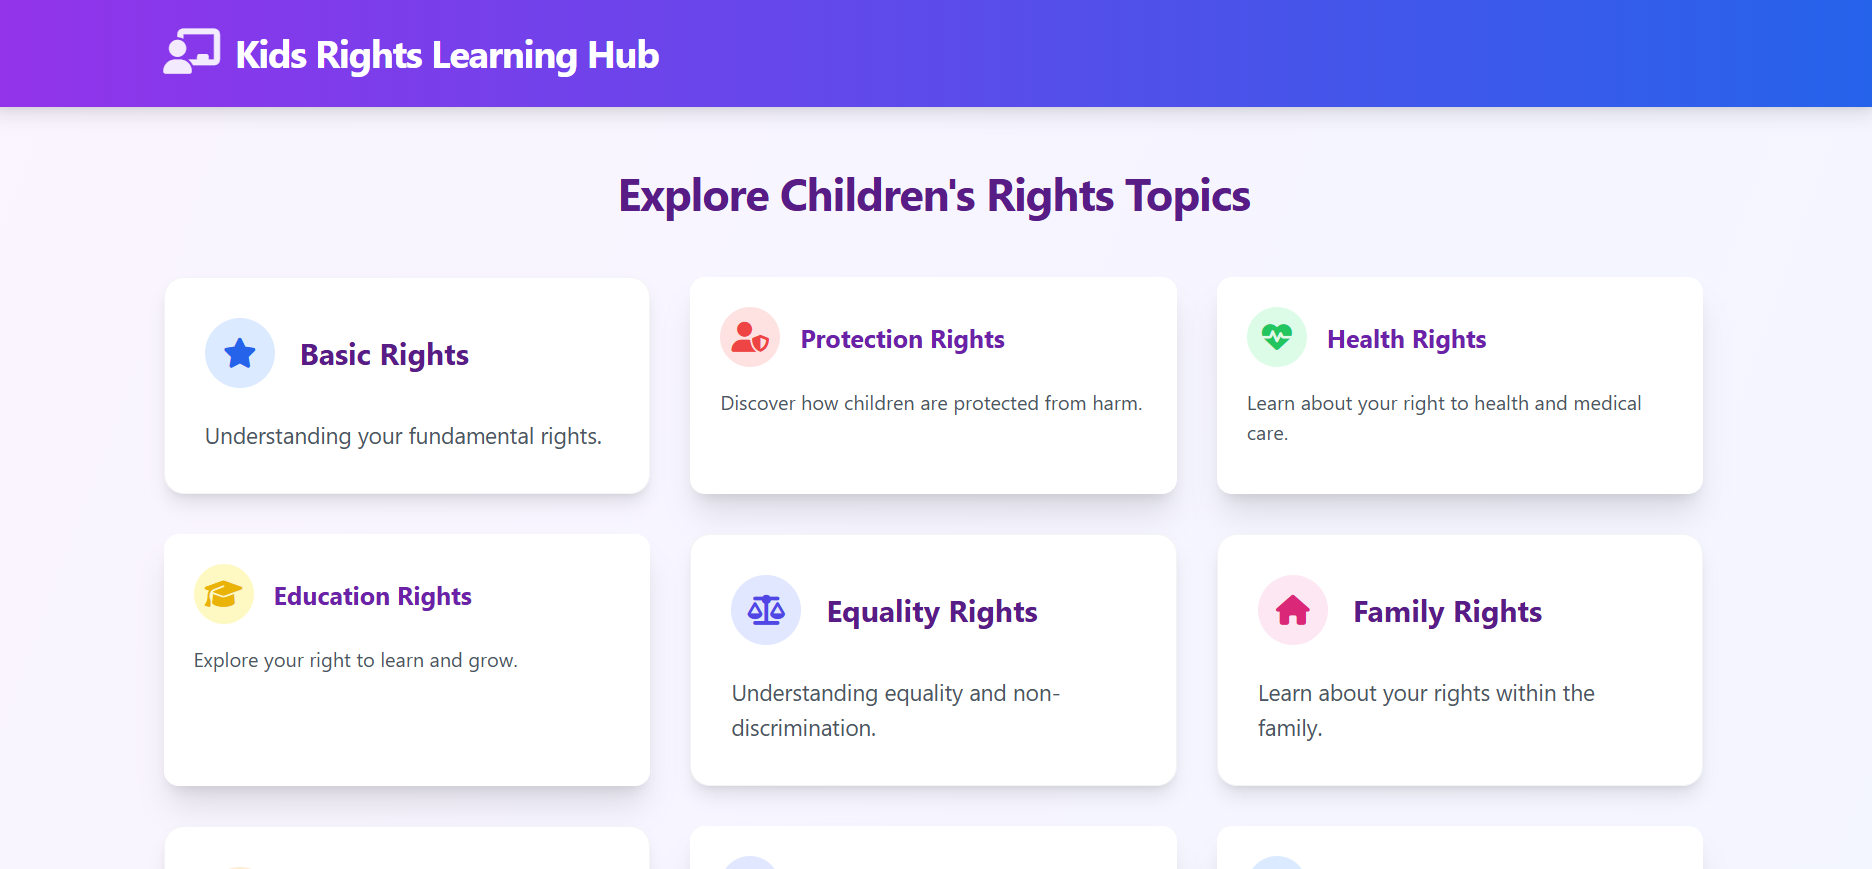 Kids Rights Learning Hub
Explore Children's Rights Topics
Basic Rights
Understanding your fundamental rights.
Protection Rights
Discover how children are protected from harm.
Health Rights
Learn about your right to health and medical
care.
Education Rights
Explore your right to learn and grow.
Equality Rights
Understanding equality and non-
discrimination.
Family Rights
Learn about your rights within the
family.